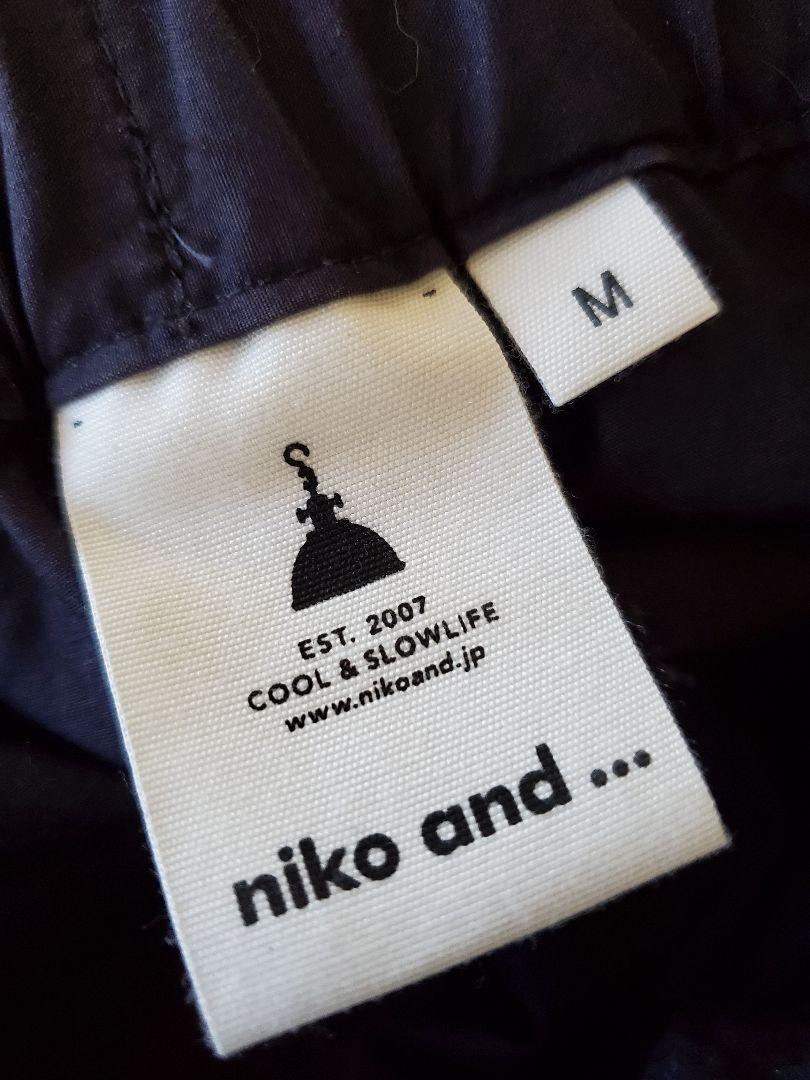 M
EST. 2007
COOL & SLOWLIFE
www.nikoand.jp
niko and ...